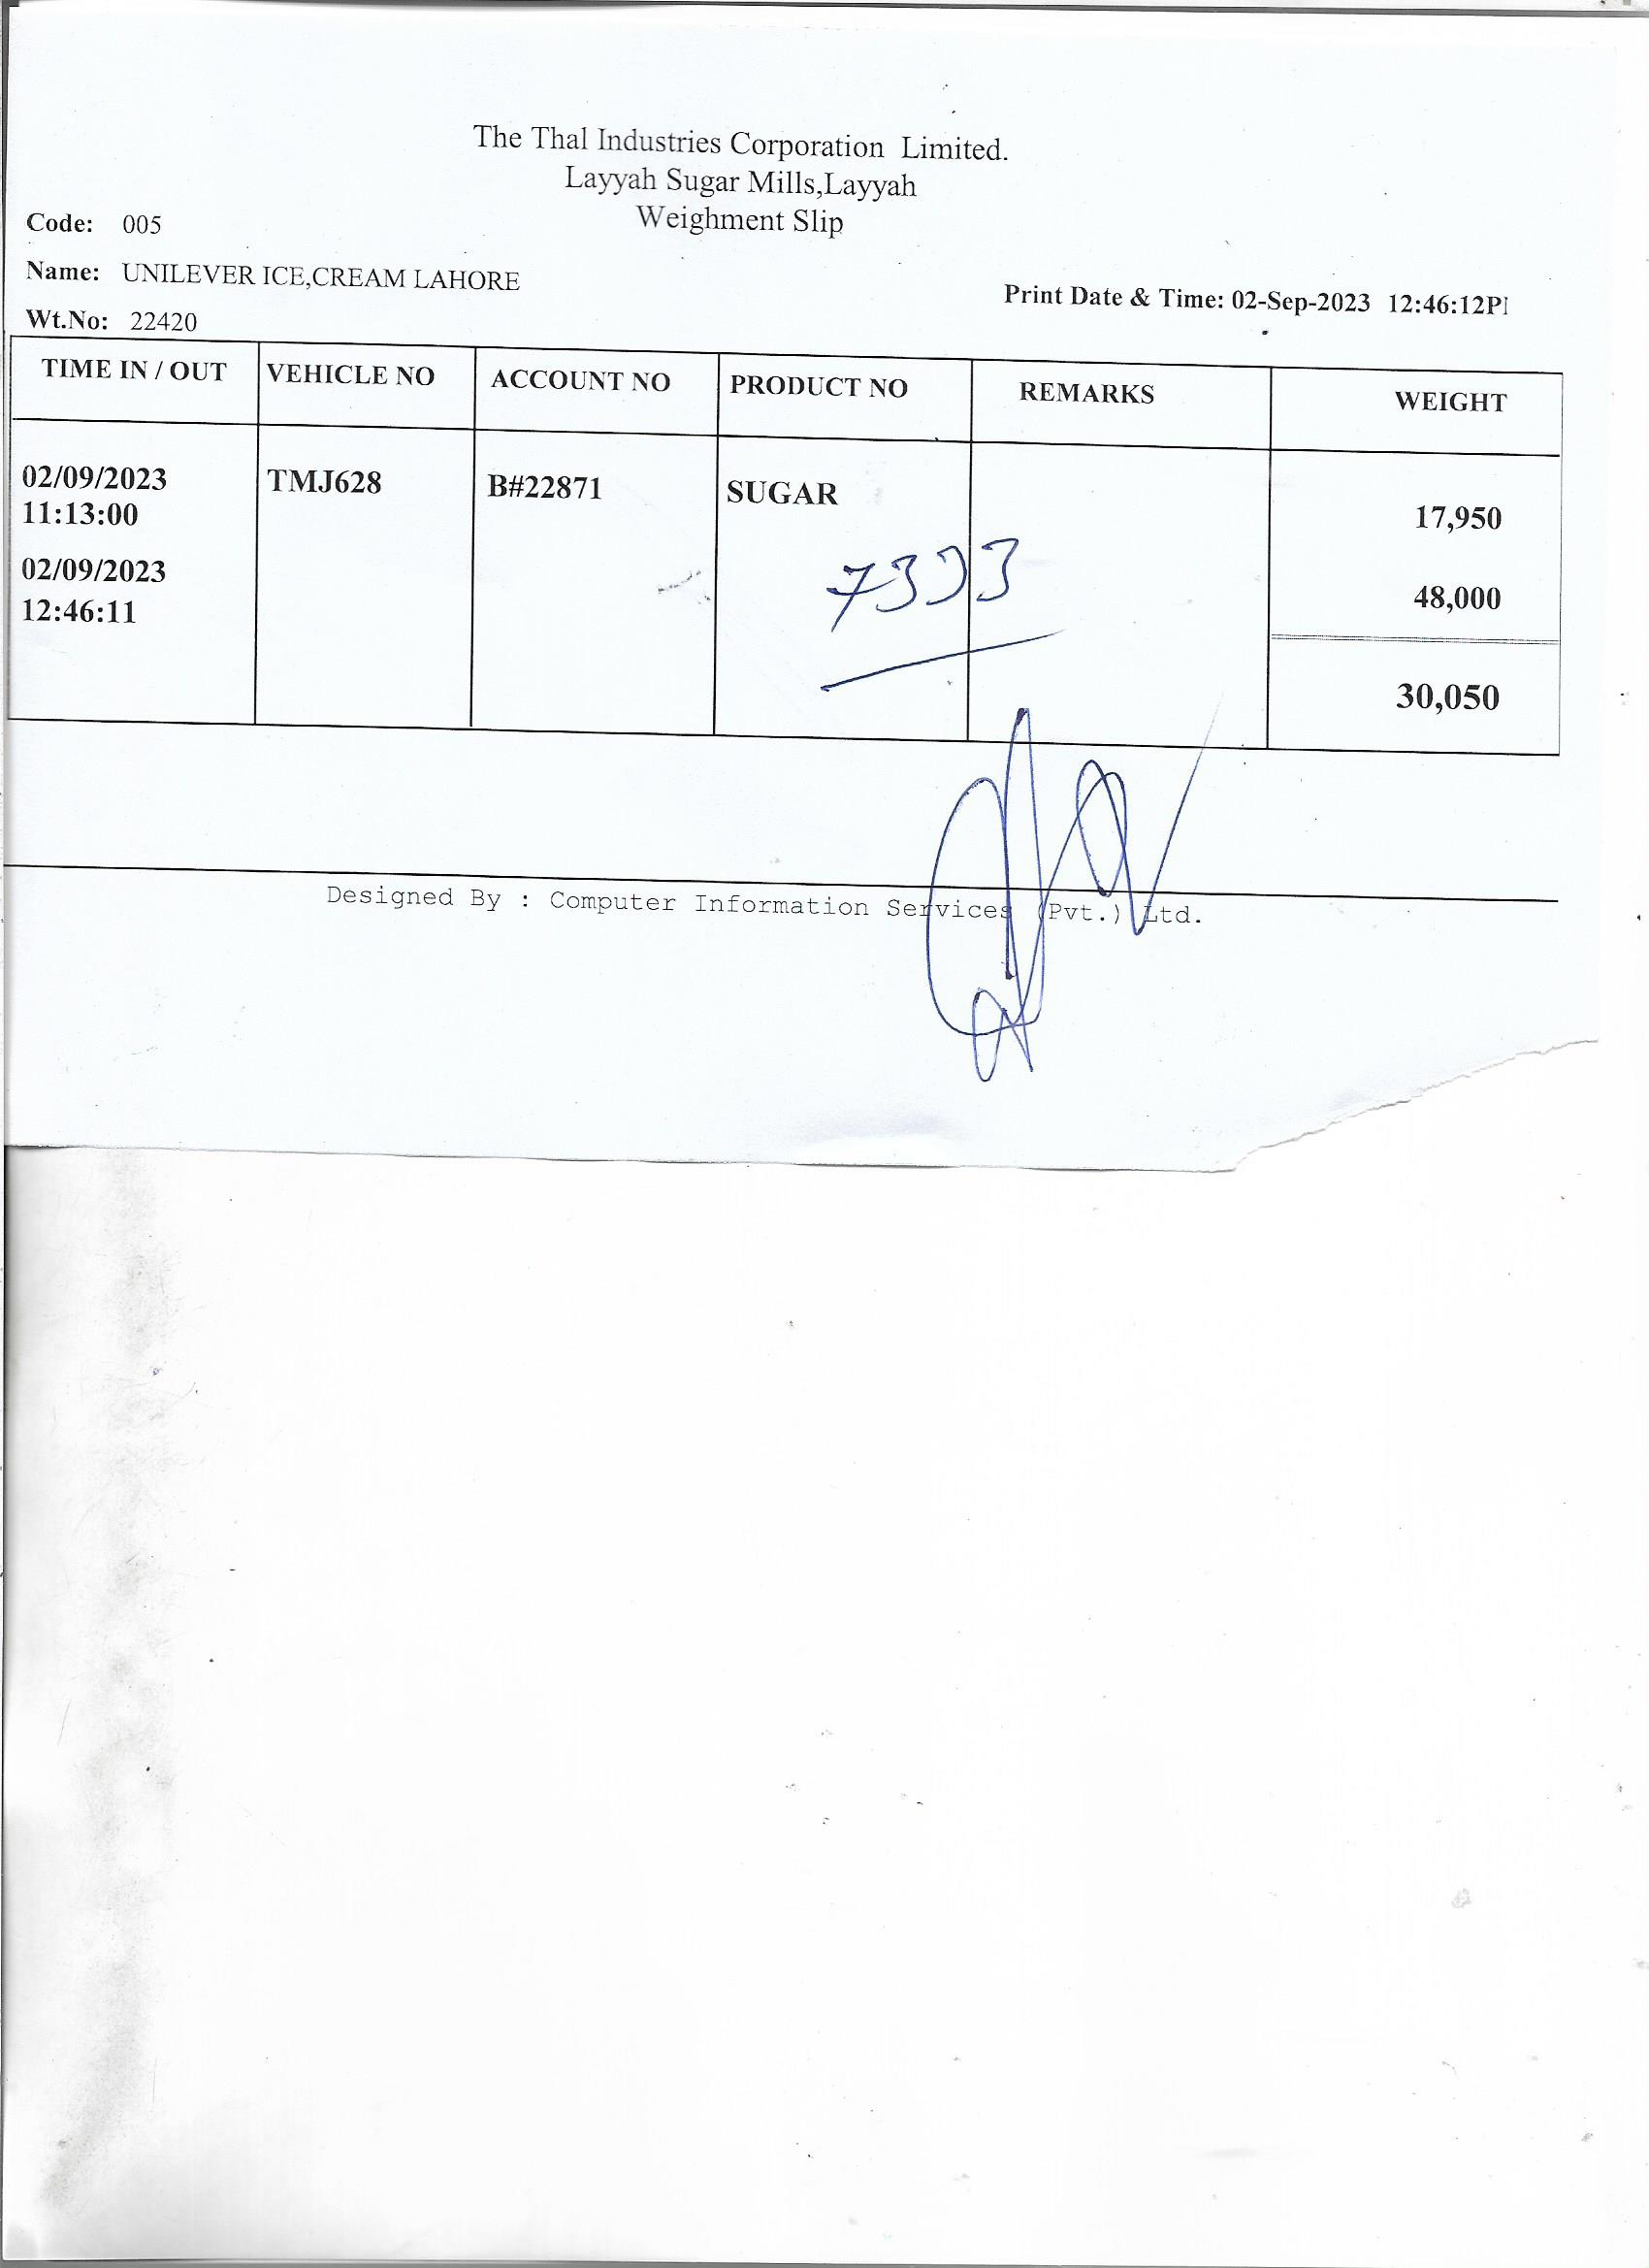 The Thal Industries Corporation Limited.
Layyah Sugar Mills,Layyah
Weighment Slip
Code: 005
Name: UNILEVER ICE,CREAM LAHORE
Print Date & Time: 02-Sep-2023 12:46:12P
Wt.No: 22420
TIME IN / OUT VEHICLE NO ACCOUNT NO PRODUCT NO REMARKS WEIGHT
02/09/2023 TMJ628 B#22871 SUGAR 17,950
11:13:00
02/09/2023 48,000
12:46:11
30,050
Designed By : Computer Information Services (Pvt.) Ltd.